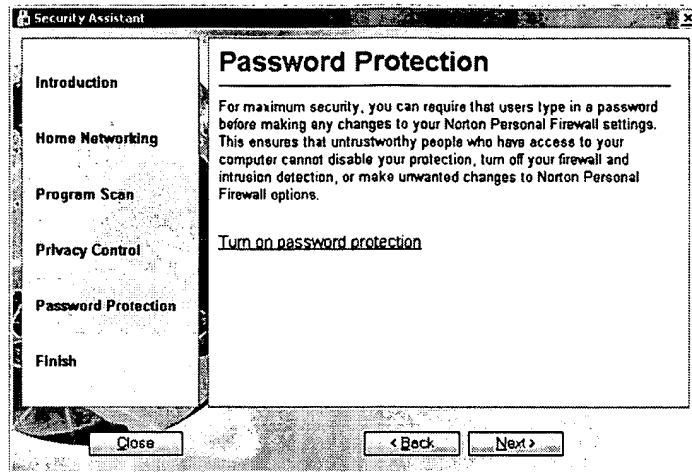 Security Assistant
Introduction
Home Networking
Program Scan
Privacy Control
Password Protection
Finish
Password Protection
For maximum security, you can require that users type in a password
before making any changes to your Norton Personal Firewall settings.
This ensures that untrustworthy people who have access to your
computer cannot disable your protection, turn off your firewall and
intrusion detection, or make unwanted changes to Norton Personal
Firewall options.
Turn on password protection
Close
< Back
Next >